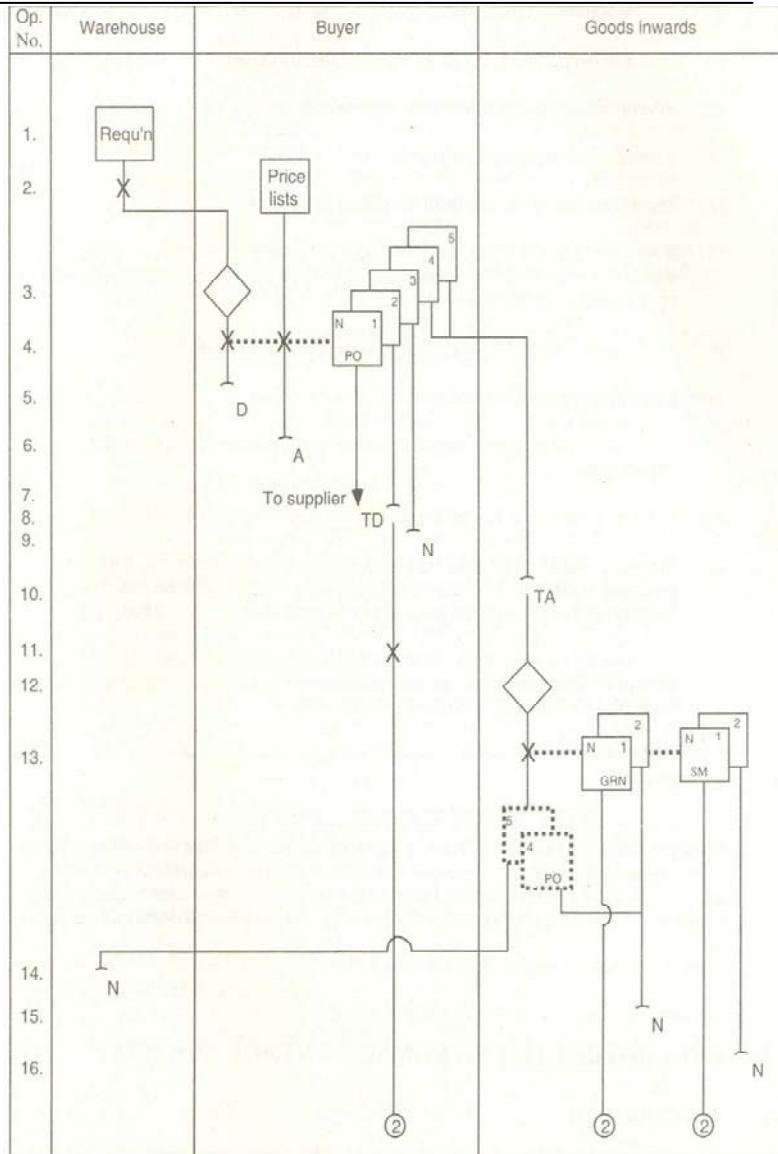 Op.
No.
Warehouse
Buyer
Goods Inwards
1.
Requ'n
2.
Price
lists
5
4
3
2
N 1
PO
3.
4.
5.
D
6.
A
7.
To supplier
8.
TD
9.
N
10.
TA
11.
12.
13.
2
N 1
GRN
2
N 1
SM
5
4
PO
14.
N
15.
N
16.
N
2
2
2